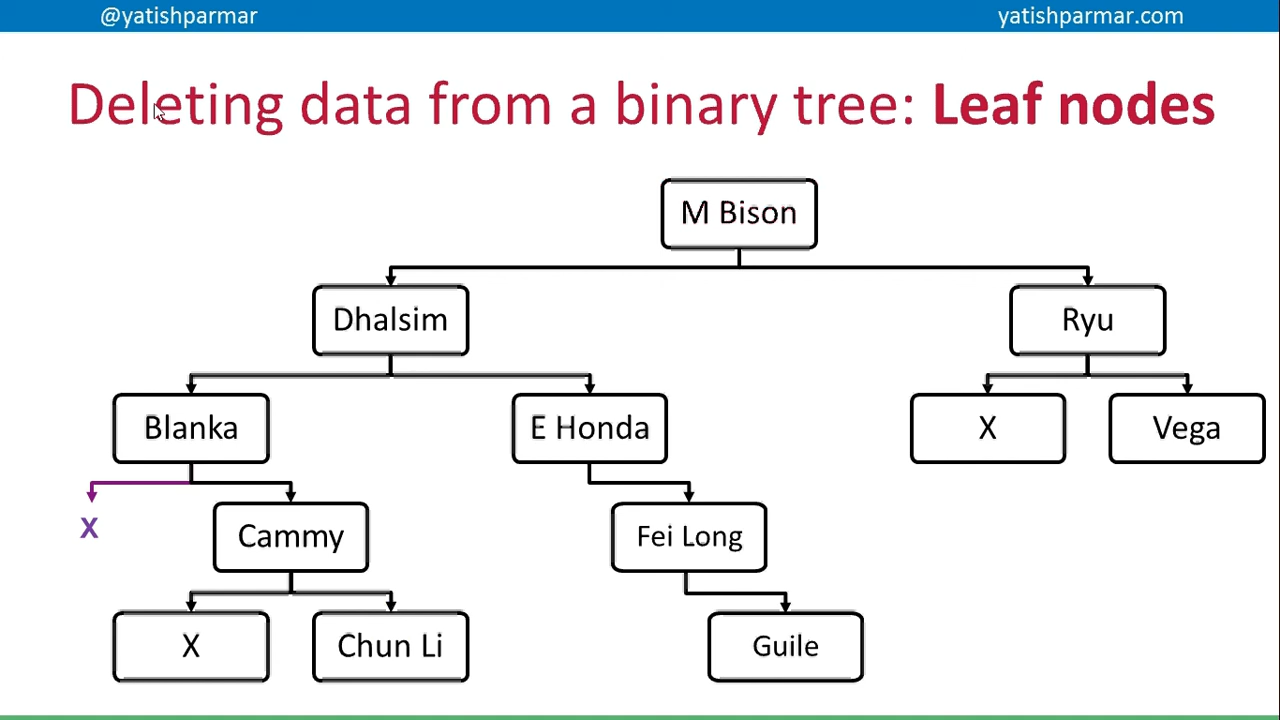 @yatishparmar
yatishparmar.com
Deleting data from a binary tree: Leaf nodes
M Bison
Dhalsim
Ryu
Blanka
E Honda
X
Vega
X
Cammy
Fei Long
X
Chun Li
Guile